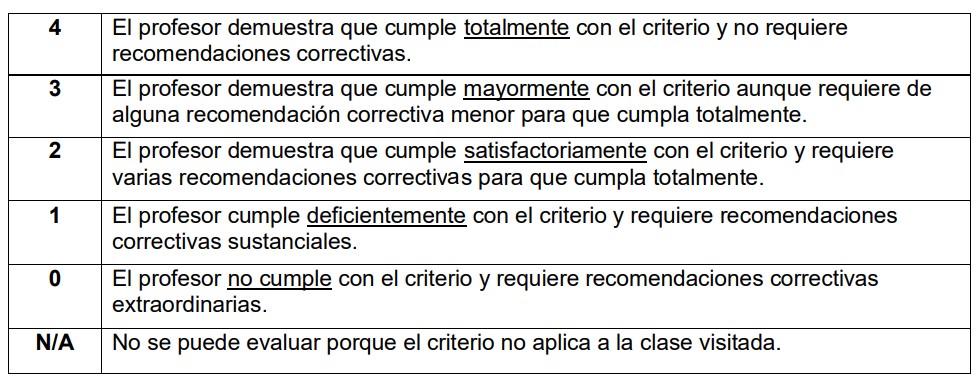 4 El profesor demuestra que cumple totalmente con el criterio y no requiere
recomendaciones correctivas.
3 El profesor demuestra que cumple mayormente con el criterio aunque requiere de
alguna recomendación correctiva menor para que cumpla totalmente.
2 El profesor demuestra que cumple satisfactoriamente con el criterio y requiere
varias recomendaciones correctivas para que cumpla totalmente.
1 El profesor cumple deficientemente con el criterio y requiere recomendaciones
correctivas sustanciales.
0 El profesor no cumple con el criterio y requiere recomendaciones correctivas
extraordinarias.
N/A No se puede evaluar porque el criterio no aplica a la clase visitada.